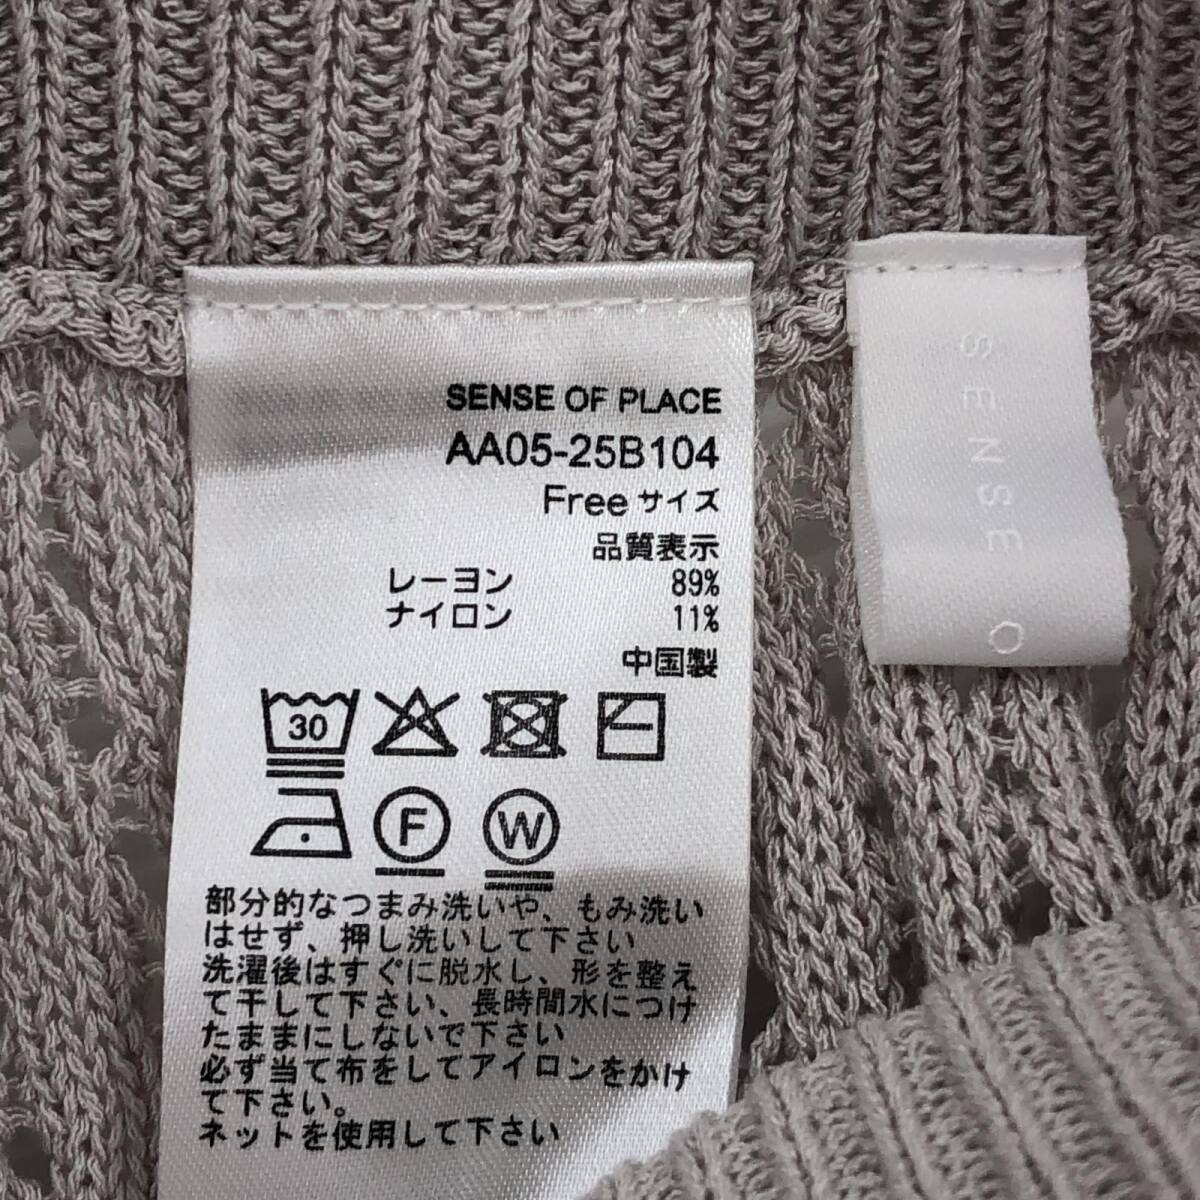 SENSE OF PLACE
AA05-25B104
Free サイズ
品質表示
レーヨン 89%
ナイロン 11%
中国製
30
F W
部分的なつまみ洗いや、もみ洗い
はせず、押し洗いして下さい
洗濯後はすぐに脱水し、形を整え
て干して下さい、長時間水につけ
たままにしないで下さい
必ず当て布をしてアイロンをかけ
て下さい。
ネットを使用して下さい
SENSE O